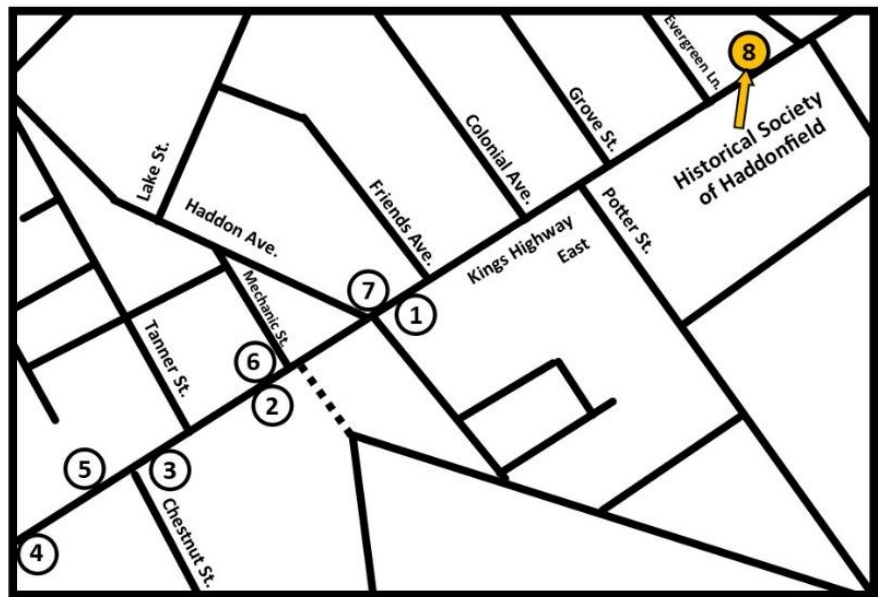 Evergreen Ln.
8
Historical Society
of Haddonfield
Grove St.
Colonial Ave.
Lake St.
Haddon Ave.
Friends Ave.
Potter St.
Kings Highway
East
Mechanic St.
7
1
Tanner St.
6
2
5
3
Chestnut St.
4